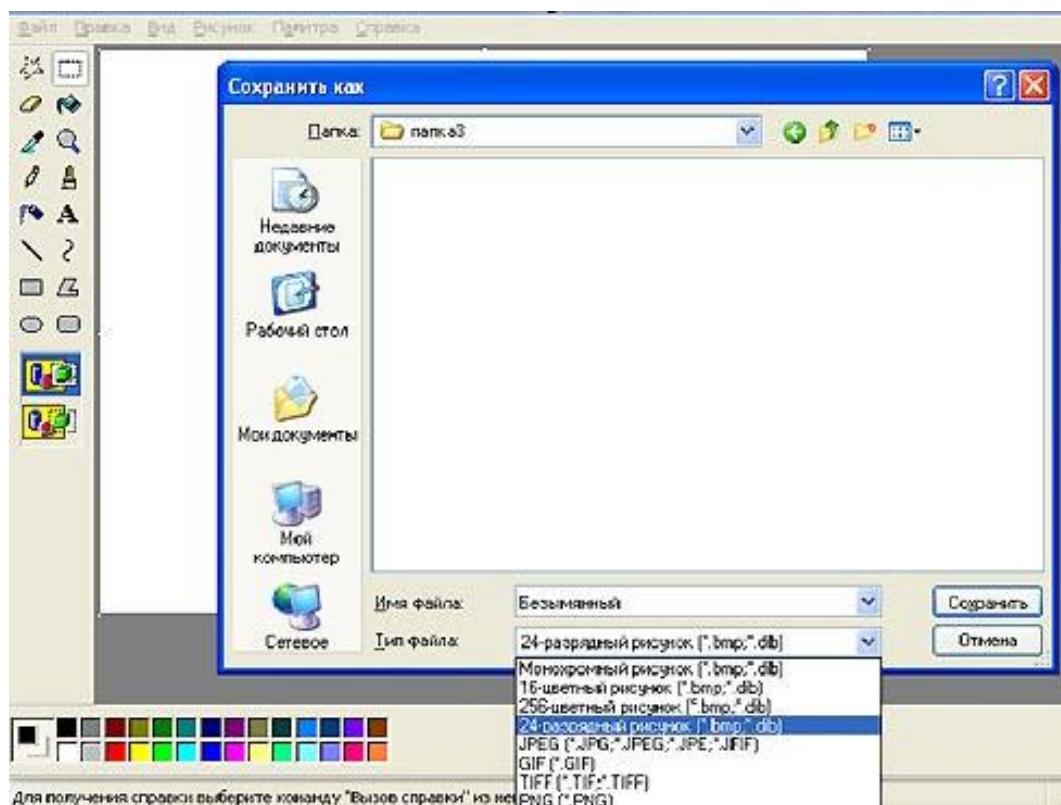 Файл Правка Вид Рисунок Палитра Справка
Сохранить как
Папка: папка3
Недавние
документы
Рабочий стол
Мои документы
Мой
компьютер
Сетевое
Имя файла: Безымянный Сохранить
Тип файла: 24-разрядный рисунок (*.bmp;*.dib) Отмена
Монохромный рисунок (*.bmp;*.dib)
16-цветный рисунок (*.bmp;*.dib)
256-цветный рисунок (*.bmp;*.dib)
24-разрядный рисунок (*.bmp;*.dib)
JPEG (*.JPG;*.JPEG;*.JPE;*.JFIF)
GIF (*.GIF)
TIFF (*.TIF;*.TIFF)
PNG (*.PNG)
Для получения справки выберите команду "Вызов справки" из